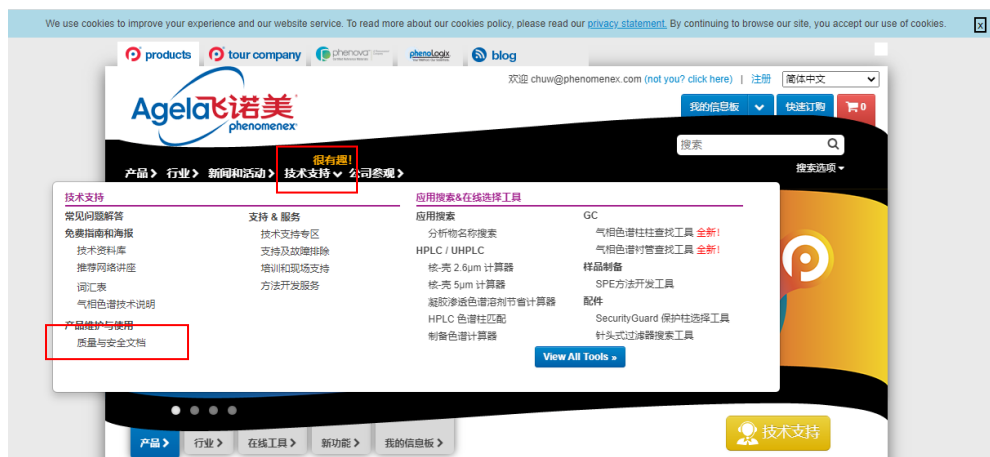 We use cookies to improve your experience and our website service. To read more about our cookies policy, please read our privacy statement. By continuing to browse our site, you accept our use of cookies.
x
products tour company phenova phenoLogix blog
欢迎 chuw@phenomenex.com (not you? click here) | 注册 简体中文
Agela飞诺美
phenomenex
我的信息板 快速订购 0
搜索
很有趣!
产品 行业 新闻和活动 技术支持 公司参观
搜索选项
技术支持
常见问题解答
免费指南和海报
技术资料库
推荐网络讲座
词汇表
气相色谱技术说明
产品维护与使用
质量与安全文档
支持 & 服务
技术支持专区
支持及故障排除
培训和现场支持
方法开发服务
应用搜索&在线选择工具
应用搜索
分析物名称搜索
HPLC / UHPLC
核-壳 2.6µm 计算器
核-壳 5µm 计算器
凝胶渗透色谱溶剂节省计算器
HPLC 色谱柱匹配
制备色谱计算器
GC
气相色谱柱柱查找工具 全新!
气相色谱衬管查找工具 全新!
样品制备
SPE方法开发工具
配件
SecurityGuard 保护柱选择工具
针头式过滤器搜索工具
View All Tools »
产品 行业 在线工具 新功能 我的信息板
技术支持